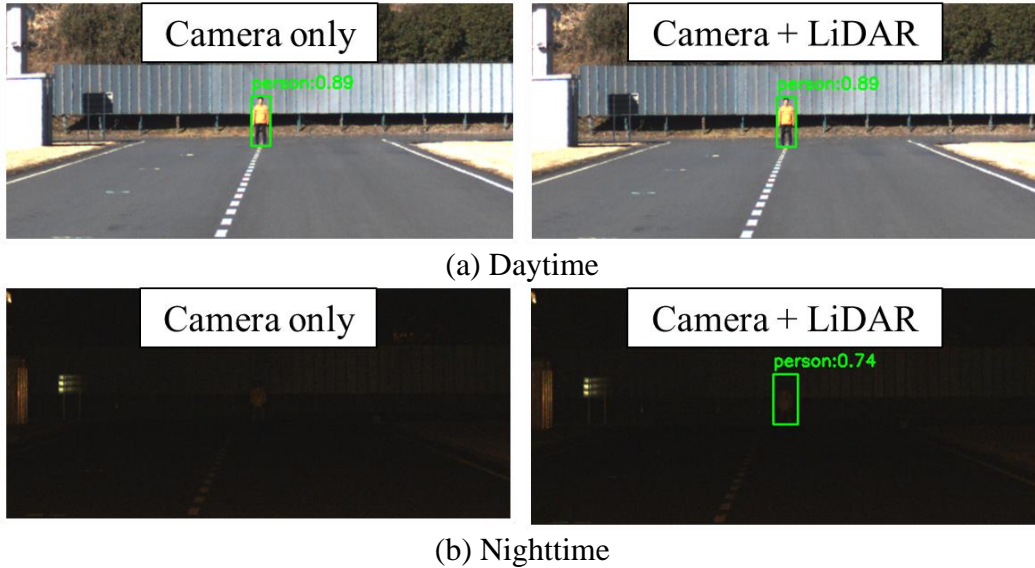 Camera only
Camera + LiDAR
person:0.89
person:0.89
(a) Daytime
Camera only
Camera + LiDAR
person:0.74
(b) Nighttime